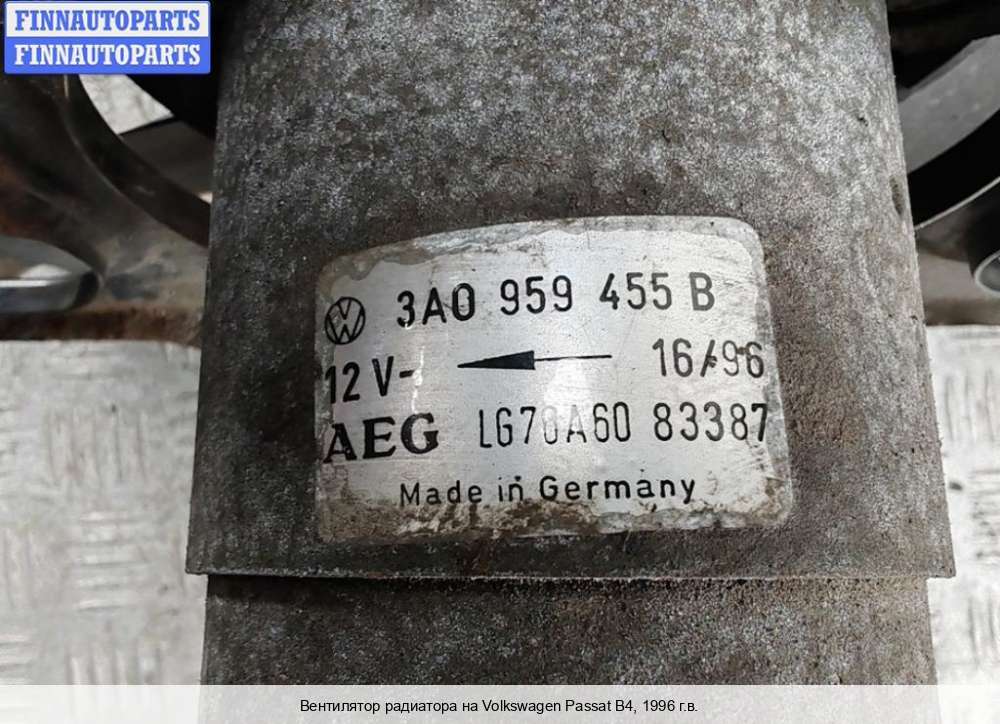 FINNAUTOPARTS
FINNAUTOPARTS
3A0 959 455 B
12 V- 16/96
AEG LG70A60 83387
Made in Germany
Вентилятор радиатора на Volkswagen Passat B4, 1996 г.в.